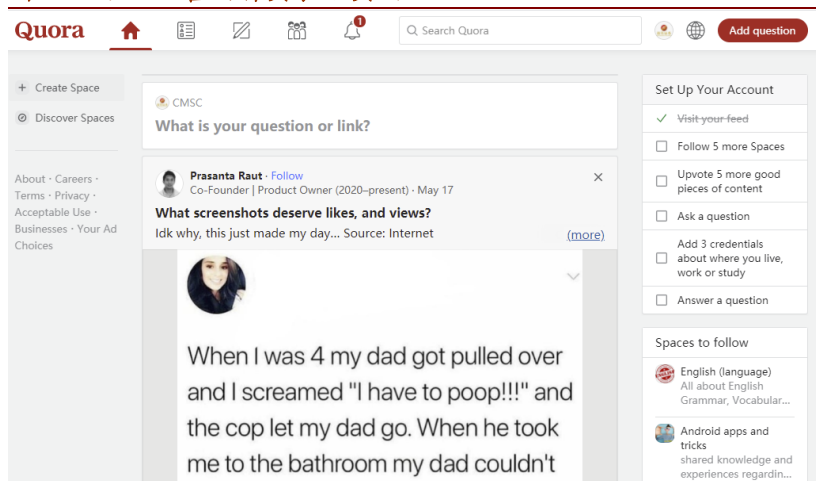 Quora
1
Search Quora
Add question
+ Create Space
Discover Spaces
About · Careers ·
Terms · Privacy ·
Acceptable Use ·
Businesses · Your Ad
Choices
CMSC
What is your question or link?
Prasanta Raut · Follow
Co-Founder | Product Owner (2020–present) · May 17
What screenshots deserve likes, and views?
Idk why, this just made my day... Source: Internet
(more)
When I was 4 my dad got pulled over
and I screamed "I have to poop!!!" and
the cop let my dad go. When he took
me to the bathroom my dad couldn't
Set Up Your Account
Visit your feed
Follow 5 more Spaces
Upvote 5 more good
pieces of content
Ask a question
Add 3 credentials
about where you live,
work or study
Answer a question
Spaces to follow
English (language)
All about English
Grammar, Vocabular...
Android apps and
tricks
shared knowledge and
experiences regardin...